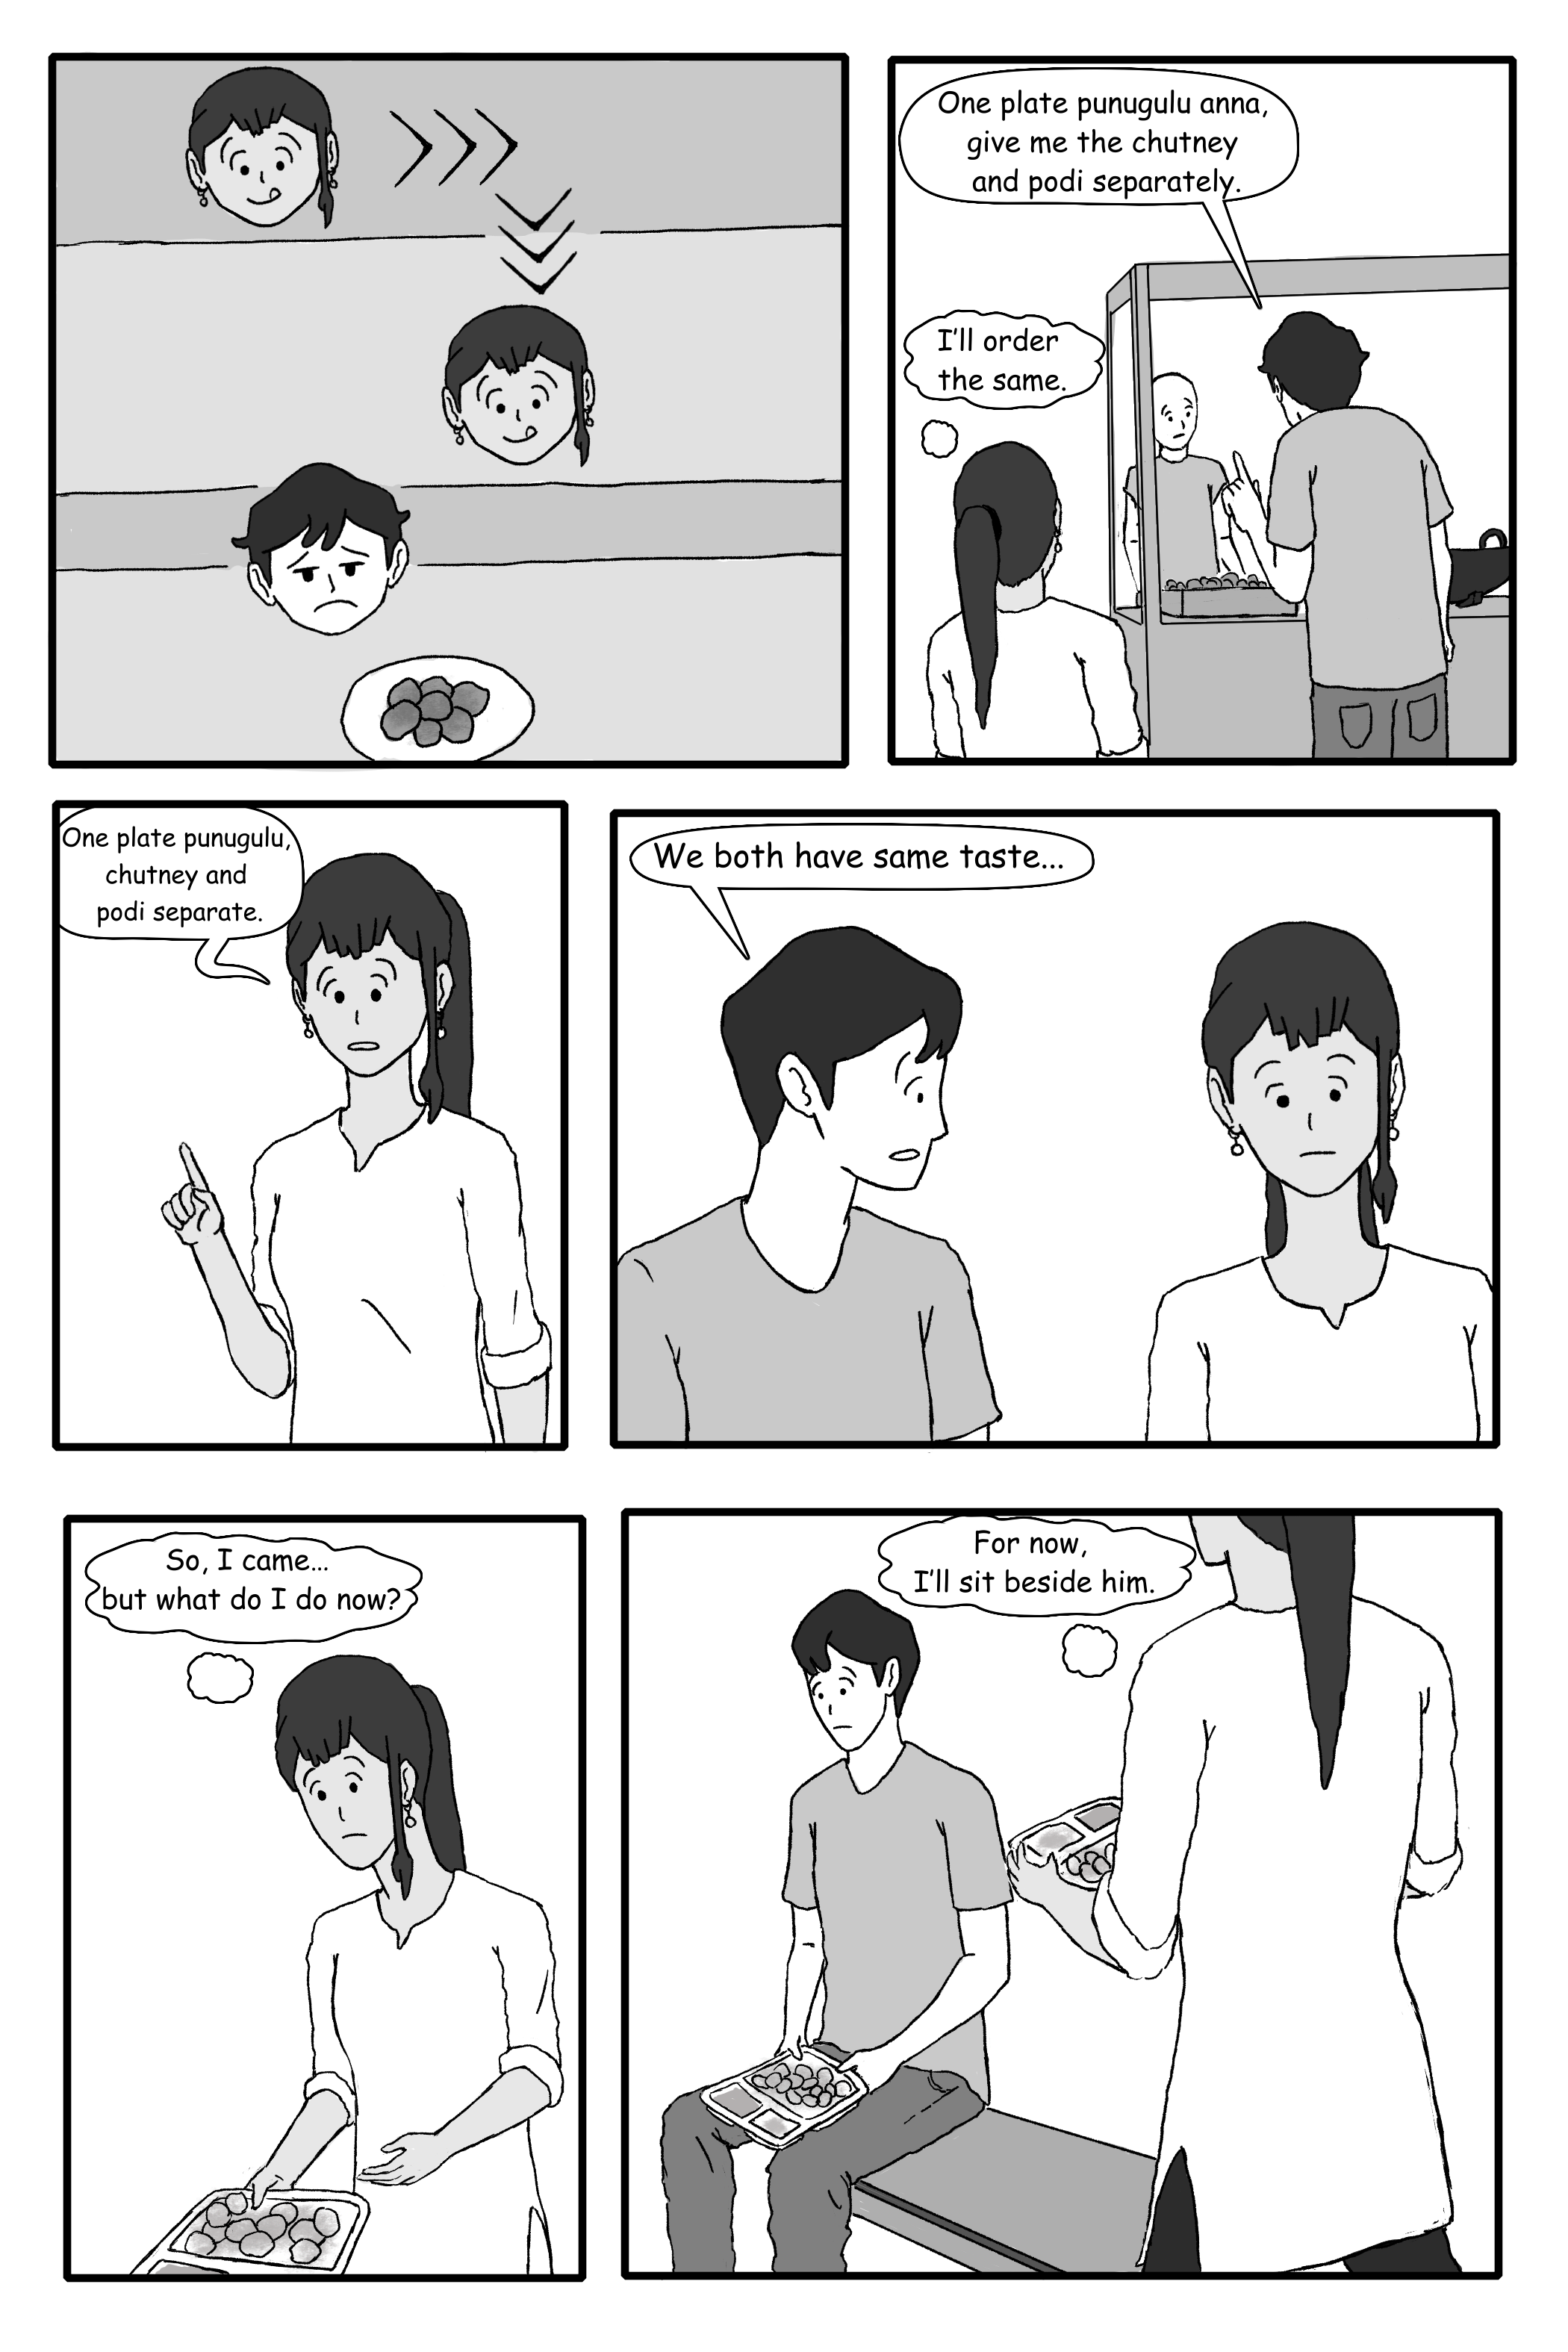 One plate punugulu anna,
give me the chutney
and podi separately.
I'll order
the same.
One plate punugulu,
chutney and
podi separate.
We both have same taste...
So, I came...
but what do I do now?
For now,
I'll sit beside him.